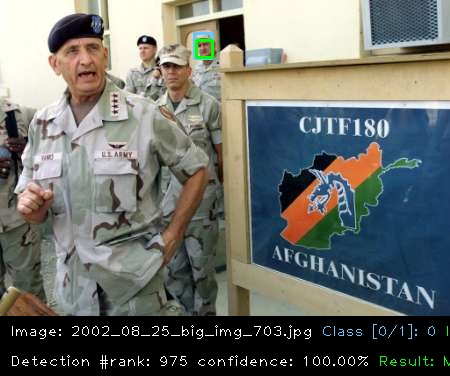 CJTF180
U.S. ARMY
AFGHANISTAN
Image: 2002_08_25_big_img_703.jpg Class [0/1]: 0
Detection #rank: 975 confidence: 100.00% Result: